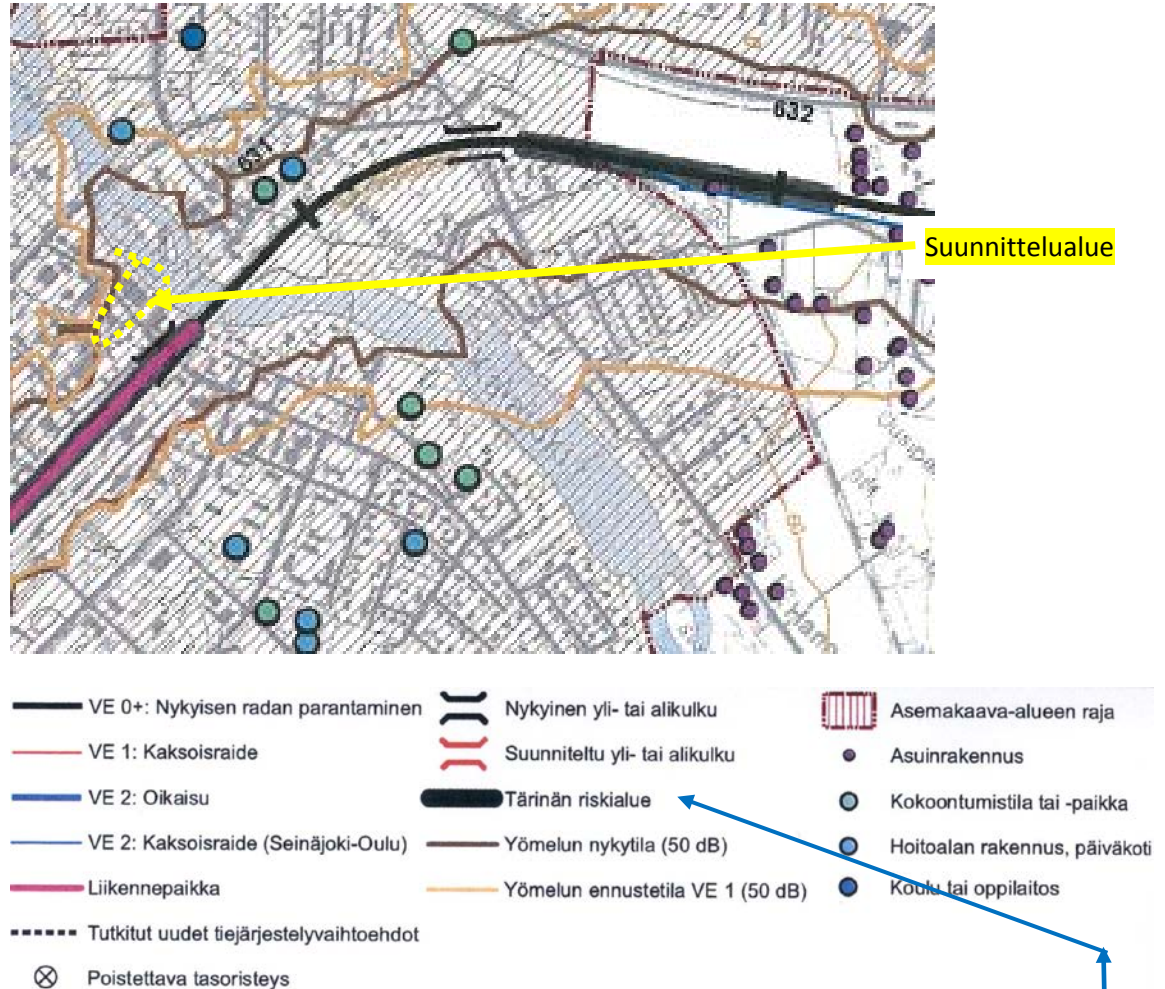 632
631
Suunnittelualue
VE 0+: Nykyisen radan parantaminen
VE 1: Kaksoisraide
VE 2: Oikaisu
VE 2: Kaksoisraide (Seinäjoki-Oulu)
Liikennepaikka
Tutkitut uudet tiejärjestelyvaihtoehdot
Poistettava tasoristeys
Nykyinen yli- tai alikulku
Suunniteltu yli- tai alikulku
Tärinän riskialue
Yömelun nykytila (50 dB)
Yömelun ennustetila VE 1 (50 dB)
Asemakaava-alueen raja
Asuinrakennus
Kokoontumistila tai -paikka
Hoitoalan rakennus, päiväkoti
Koulu tai oppilaitos